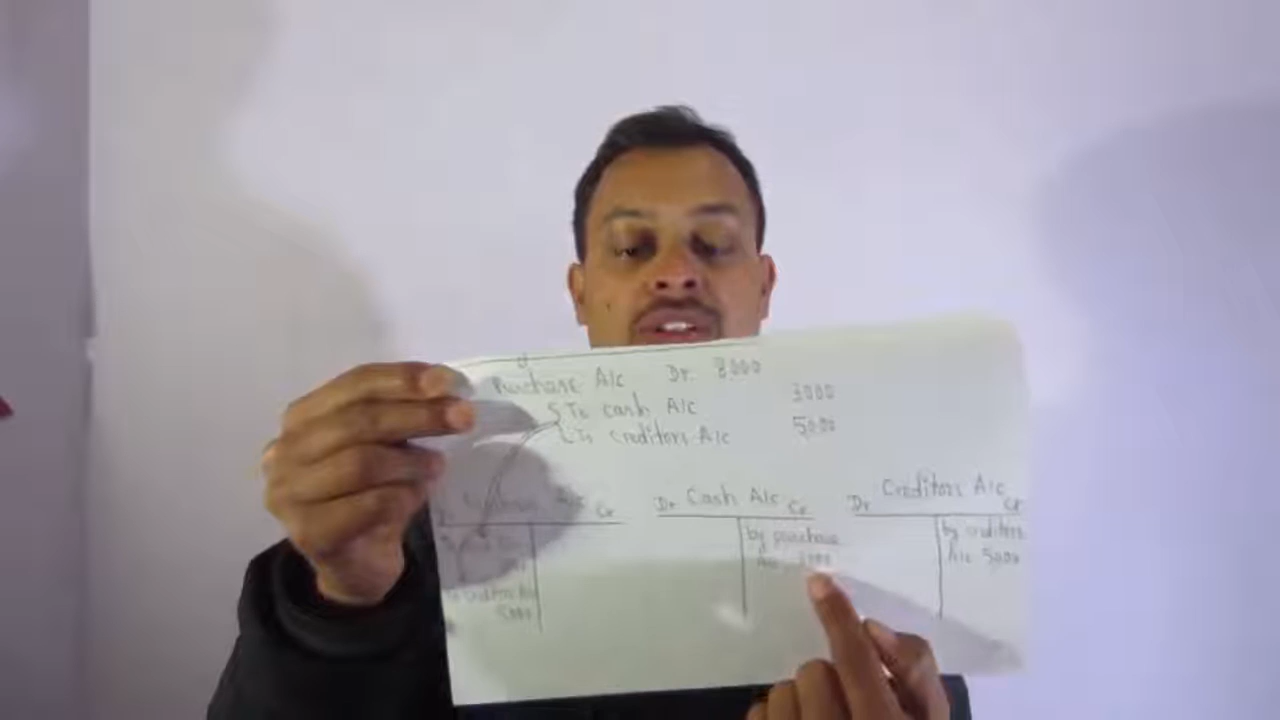 Purchase A/c Dr. 8000
To cash A/c 3000
To creditors A/c 5000
A/c Cr
Dr Cash A/c Cr
by purchase
A/c 3000
Dr Creditors A/c Cr
by creditors
A/c 5000
To creditors A/c
5000